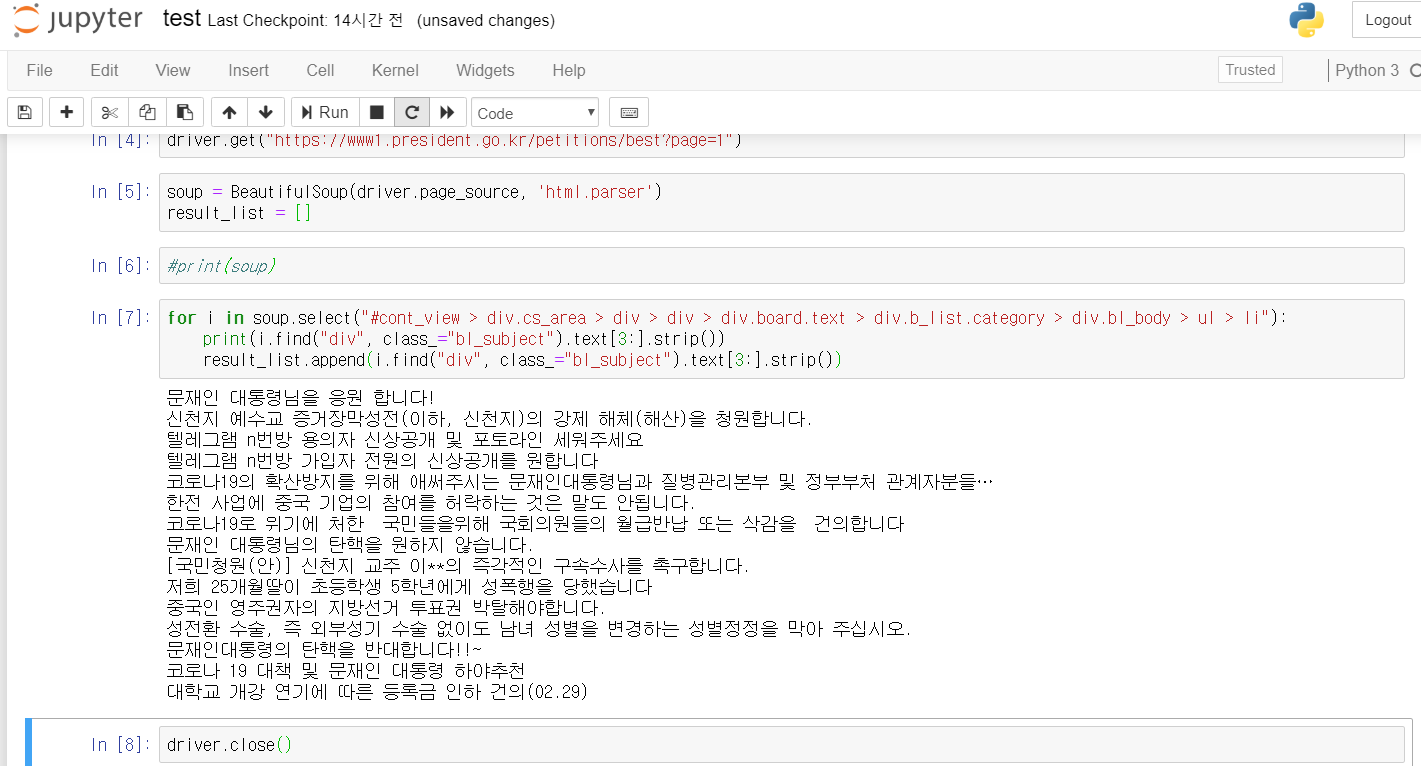 jupyter test Last Checkpoint: 14시간 전 (unsaved changes)
Logout
File Edit View Insert Cell Kernel Widgets Help
Trusted
Python 3
Run
Code
In [4]: driver.get("https://www1.president.go.kr/petitions/best?page=1")
In [5]: soup = BeautifulSoup(driver.page_source, 'html.parser')
result_list = []
In [6]: #print(soup)
In [7]: for i in soup.select("#cont_view > div.cs_area > div > div > div.board.text > div.b_list.category > div.bl_body > ul > li"):
print(i.find("div", class_="bl_subject").text[3:].strip())
result_list.append(i.find("div", class_="bl_subject").text[3:].strip())
문재인 대통령님을 응원 합니다!
신천지 예수교 증거장막성전(이하, 신천지)의 강제 해체(해산)을 청원합니다.
텔레그램 n번방 용의자 신상공개 및 포토라인 세워주세요
텔레그램 n번방 가입자 전원의 신상공개를 원합니다
코로나19의 확산방지를 위해 애써주시는 문재인대통령님과 질병관리본부 및 정부부처 관계자분들…
한전 사업에 중국 기업의 참여를 허락하는 것은 말도 안됩니다.
코로나19로 위기에 처한  국민들을위해 국회의원들의 월급반납 또는 삭감을  건의합니다
문재인 대통령님의 탄핵을 원하지 않습니다.
[국민청원(안)] 신천지 교주 이**의 즉각적인 구속수사를 촉구합니다.
저희 25개월딸이 초등학생 5학년에게 성폭행을 당했습니다
중국인 영주권자의 지방선거 투표권 박탈해야합니다.
성전환 수술, 즉 외부성기 수술 없이도 남녀 성별을 변경하는 성별정정을 막아 주십시오.
문재인대통령의 탄핵을 반대합니다!!~
코로나 19 대책 및 문재인 대통령 하야추천
대학교 개강 연기에 따른 등록금 인하 건의(02.29)
In [8]: driver.close()